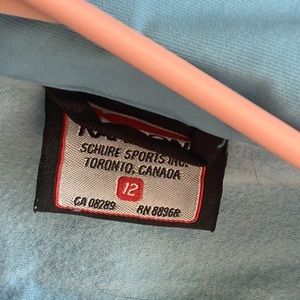 SCHURE SPORTS INC.
TORONTO, CANADA
12
CA 08289 RN 88968